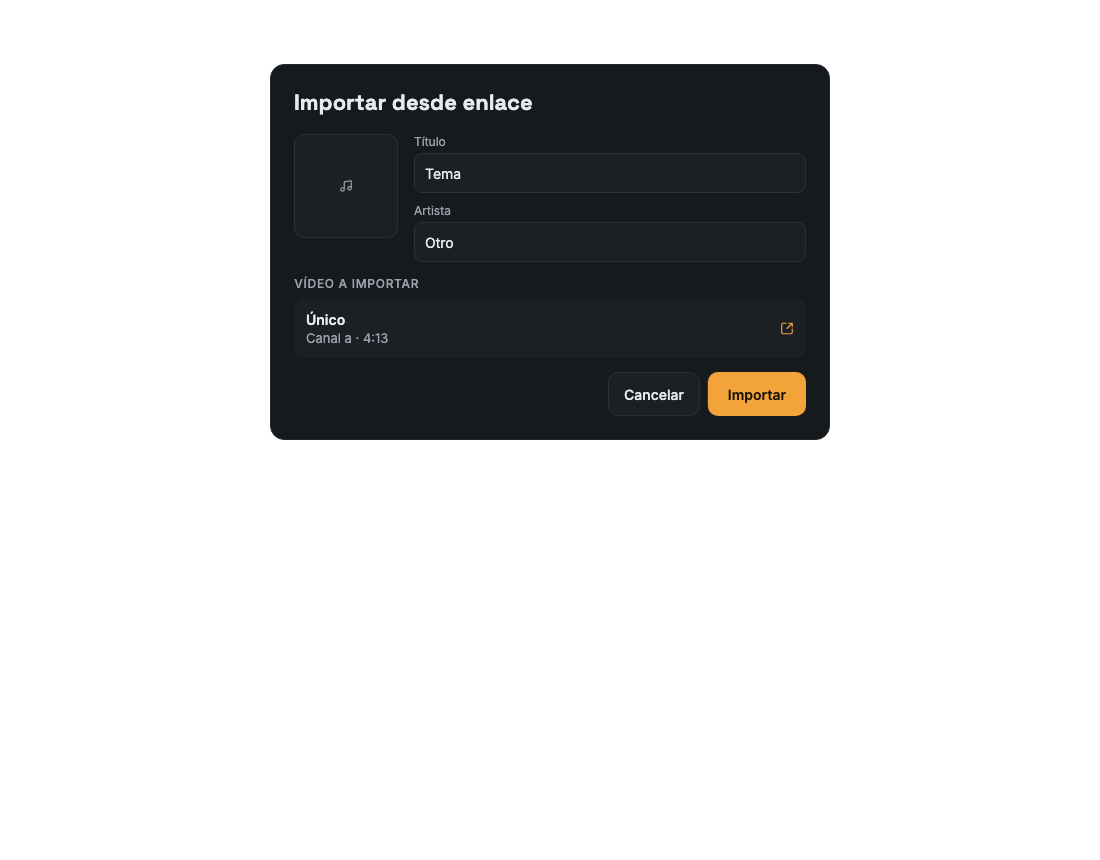 Importar desde enlace
Título
Tema
Artista
Otro
VÍDEO A IMPORTAR
Único
Canal a · 4:13
Cancelar
Importar